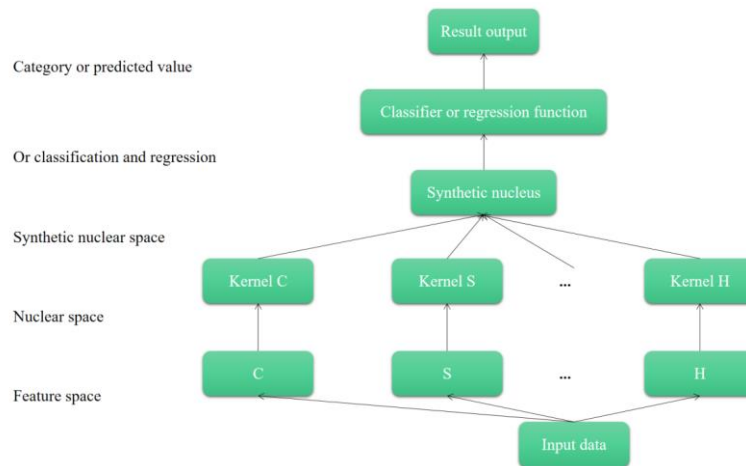 Result output
Category or predicted value
Classifier or regression function
Or classification and regression
Synthetic nucleus
Synthetic nuclear space
Kernel C
Kernel S
...
Kernel H
Nuclear space
C
S
...
H
Feature space
Input data